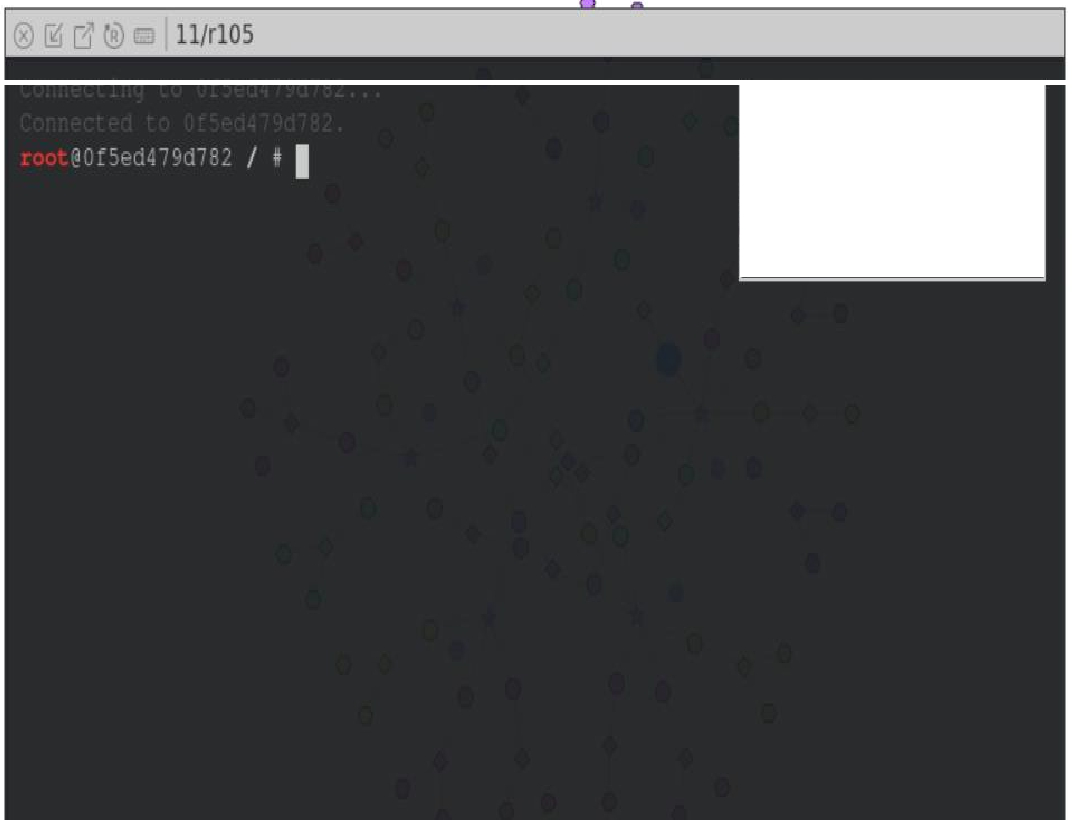 11/r105
Connecting to 0f5ed479d782...
Connected to 0f5ed479d782.
root@0f5ed479d782 / #